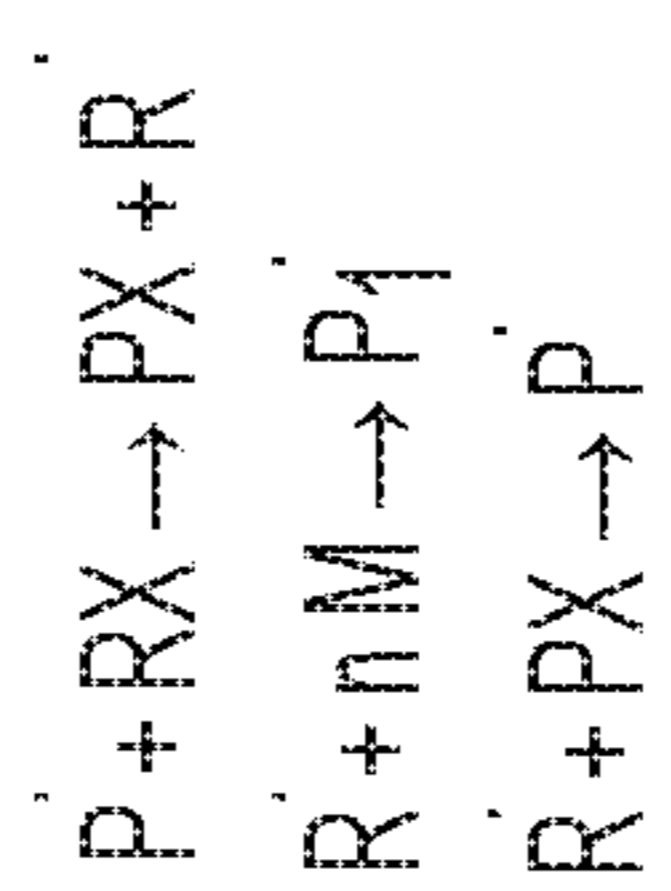 P˙ + RX → PX + R˙
R˙ + nM → P₁˙
R˙ + PX → P˙